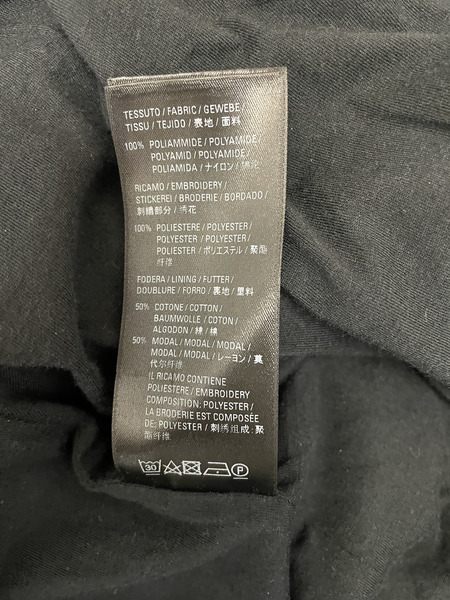 TESSUTO / FABRIC / GEWEBE /
TISSU / TEJIDO / 表地 / 面料
100% POLIAMMIDE / POLYAMIDE /
POLYAMID / POLYAMIDE /
POLIAMIDA / ナイロン /
RICAMO / EMBROIDERY /
STICKEREI / BRODERIE / BORDADO /
刺繍部分 / 绣花
100% POLIESTERE / POLYESTER /
POLYESTER / POLYESTER /
POLIESTER / ポリエステル / 聚酯
纤维
FODERA / LINING / FUTTER /
DOUBLURE / FORRO / 裏地 / 里料
50% COTONE / COTTON /
BAUMWOLLE / COTON /
ALGODON / 綿 / 棉
50% MODAL / MODAL / MODAL /
MODAL / MODAL / レーヨン / 莫
代尔纤维
IL RICAMO CONTIENE
POLIESTERE / EMBROIDERY
COMPOSITION: POLYESTER /
LA BRODERIE EST COMPOSÉE
DE: POLYESTER / 刺绣组成: 聚
酯纤维
30 P